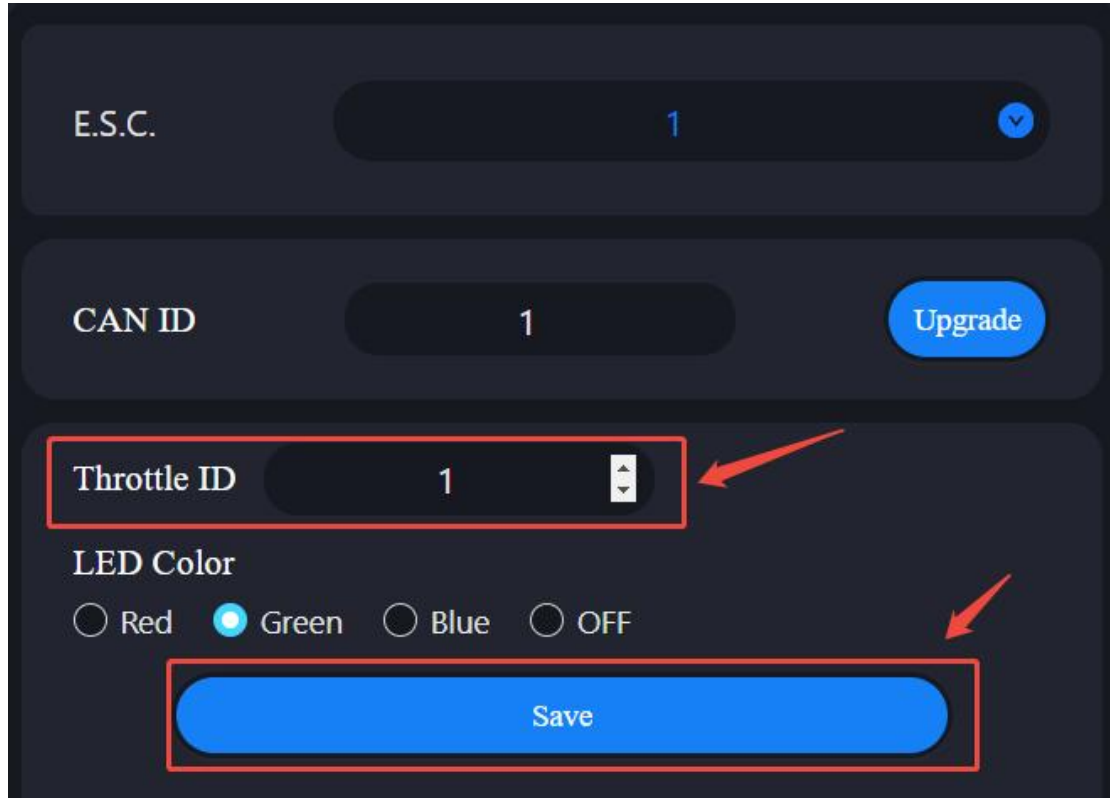 E.S.C. 1
CAN ID 1 Upgrade
Throttle ID 1
LED Color
Red Green Blue OFF
Save